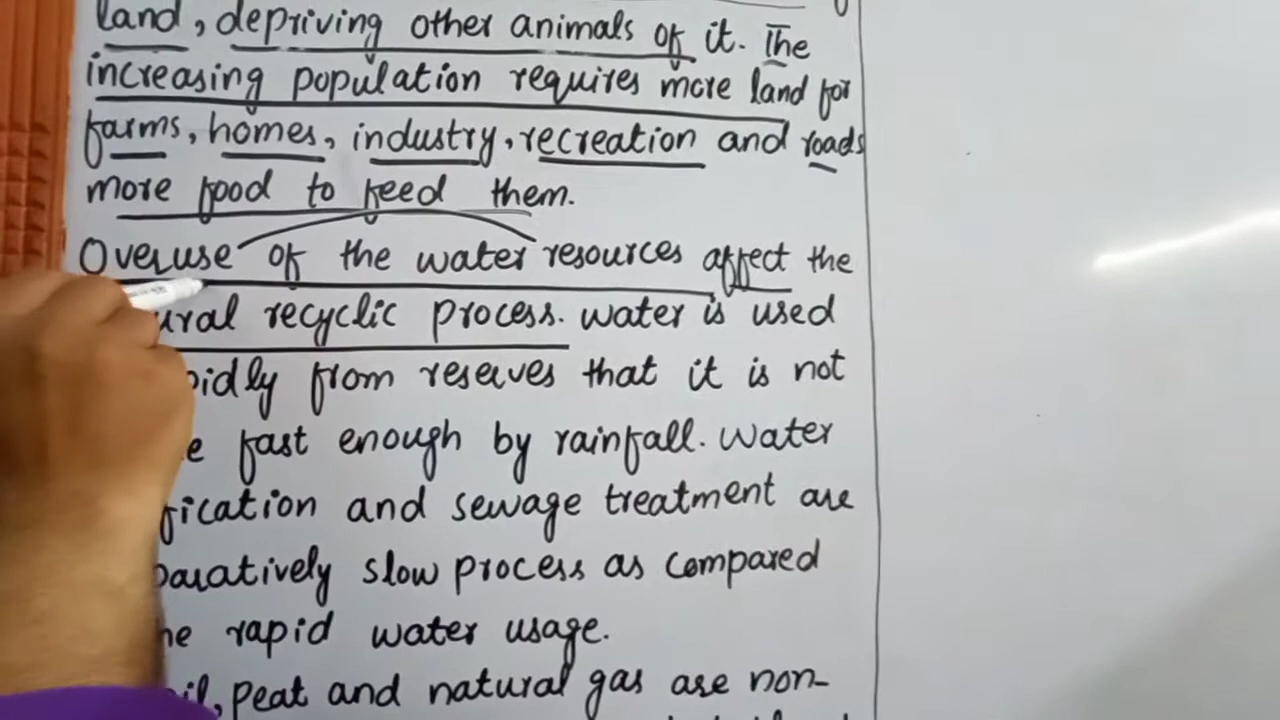 land, depriving other animals of it. The
increasing population requires more land for
farms, homes, industry, recreation and roads
more food to feed them.
Overuse of the water resources affect the
recyclic process. water is used
from reserves that it is not
fast enough by rainfall. Water
and sewage treatment are
slow process as compared
rapid water usage.
peat and natural gas are non-